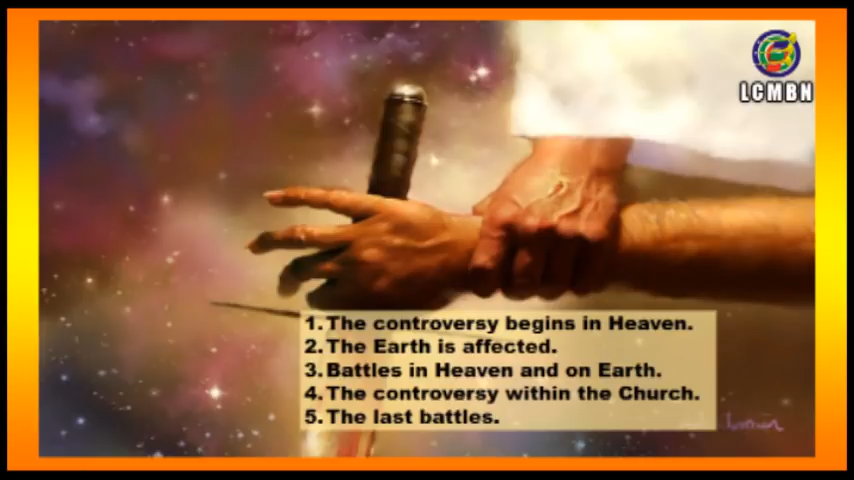 LCMBN
1. The controversy begins in Heaven.
2. The Earth is affected.
3. Battles in Heaven and on Earth.
4. The controversy within the Church.
5. The last battles.